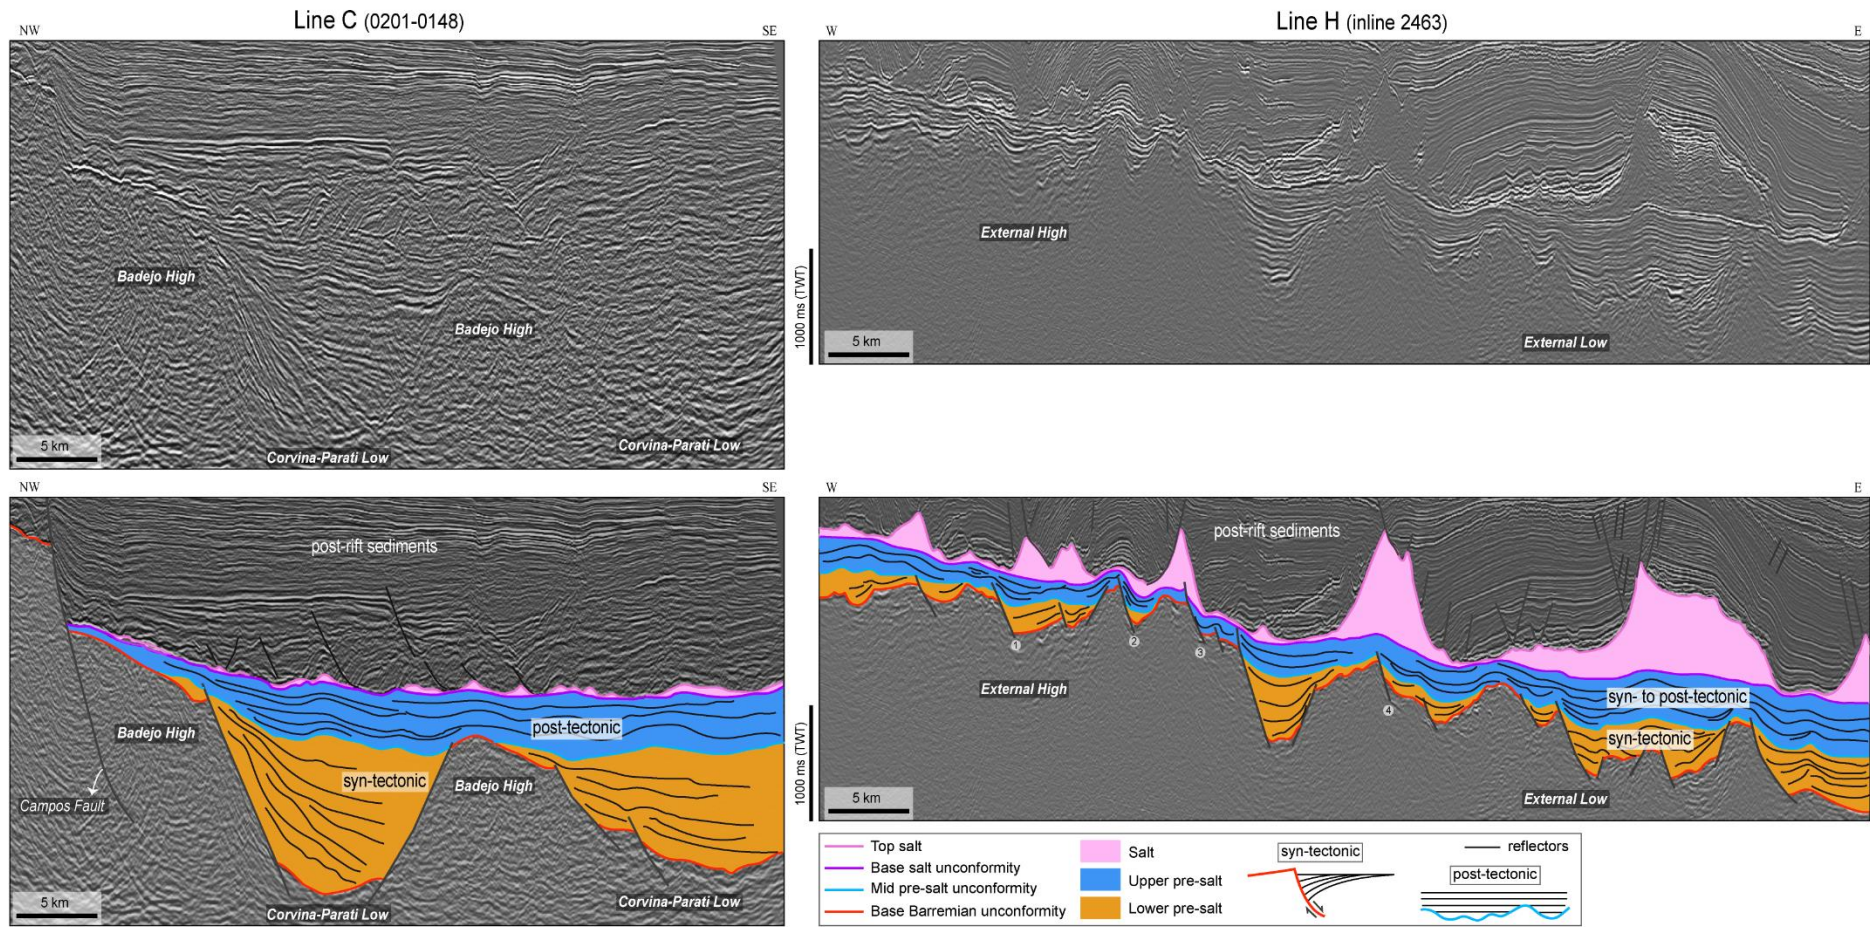 Line C (0201-0148)
NW
SE
Badejo High
Badejo High
Corvina-Parati Low
Corvina-Parati Low
5 km
1000 ms (TWT)
Line H (inline 2463)
W
E
External High
External Low
5 km
NW
SE
post-rift sediments
post-tectonic
syn-tectonic
Badejo High
Badejo High
Campos Fault
Corvina-Parati Low
Corvina-Parati Low
5 km
1000 ms (TWT)
W
E
post-rift sediments
1
2
3
4
External High
syn- to post-tectonic
syn-tectonic
External Low
5 km
Top salt
Base salt unconformity
Mid pre-salt unconformity
Base Barremian unconformity
Salt
Upper pre-salt
Lower pre-salt
syn-tectonic
reflectors
post-tectonic